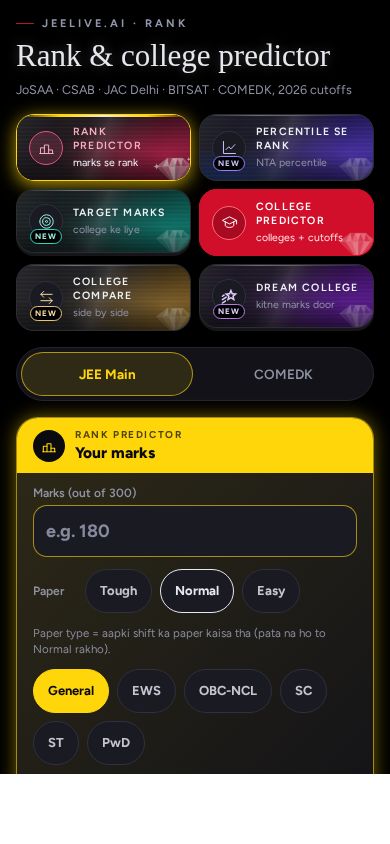 JEELIVE.AI · RANK
Rank & college predictor
JoSAA · CSAB · JAC Delhi · BITSAT · COMEDK, 2026 cutoffs
RANK
PREDICTOR
marks se rank
PERCENTILE SE
RANK
NTA percentile
NEW
TARGET MARKS
college ke liye
NEW
COLLEGE
PREDICTOR
colleges + cutoffs
COLLEGE
COMPARE
side by side
NEW
DREAM COLLEGE
kitne marks door
NEW
JEE Main
COMEDK
RANK PREDICTOR
Your marks
Marks (out of 300)
e.g. 180
Paper
Tough
Normal
Easy
Paper type = aapki shift ka paper kaisa tha (pata na ho to
Normal rakho).
General
EWS
OBC-NCL
SC
ST
PwD